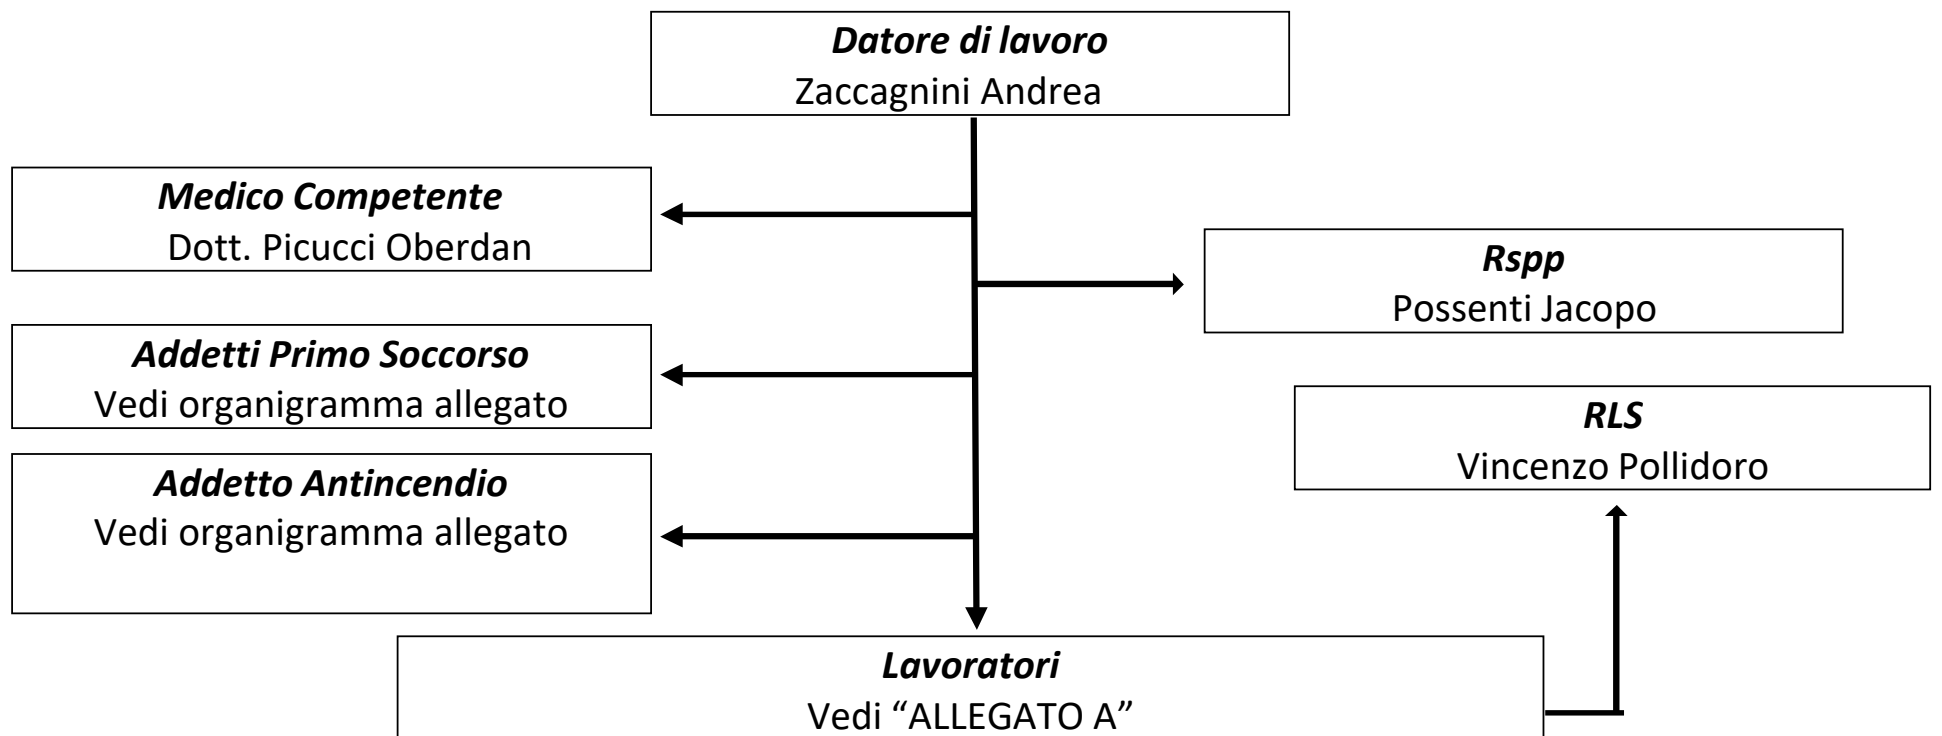 Datore di lavoro
Zaccagnini Andrea
Medico Competente
Dott. Picucci Oberdan
Rspp
Possenti Jacopo
Addetti Primo Soccorso
Vedi organigramma allegato
RLS
Vincenzo Pollidoro
Addetto Antincendio
Vedi organigramma allegato
Lavoratori
Vedi “ALLEGATO A”